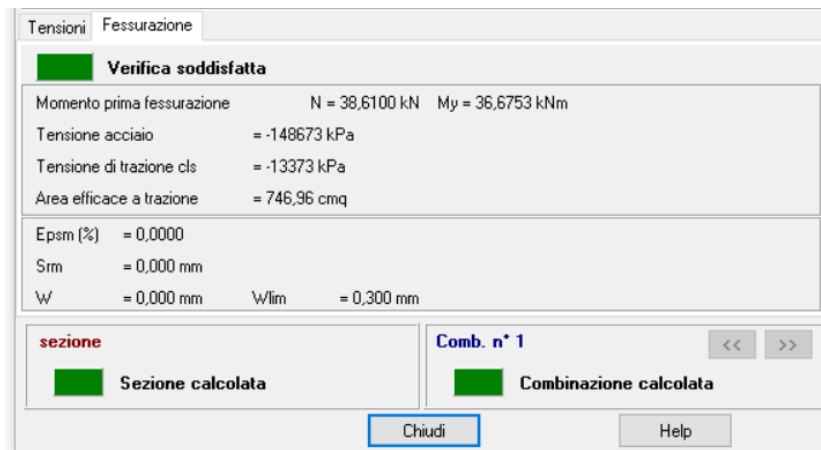 Tensioni Fessurazione
Verifica soddisfatta
Momento prima fessurazione N = 38,6100 kN My = 36,6753 kNm
Tensione acciaio = -148673 kPa
Tensione di trazione cls = -13373 kPa
Area efficace a trazione = 746,96 cmq
Epsm (%) = 0,0000
Srm = 0,000 mm
W = 0,000 mm Wlim = 0,300 mm
sezione Comb. n° 1 << >>
Sezione calcolata Combinazione calcolata
Chiudi Help